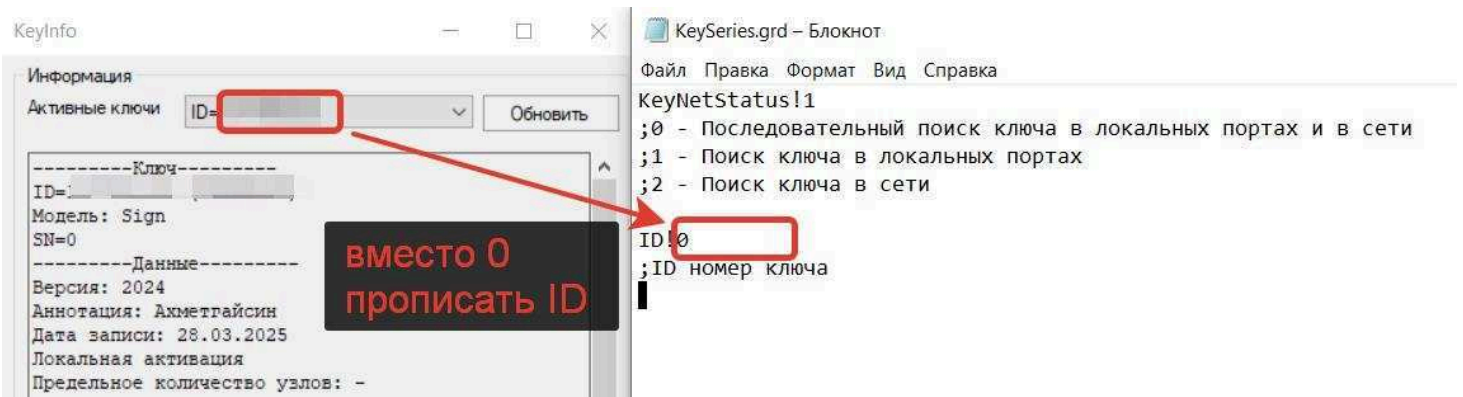 KeyInfo
Информация
Активные ключи
ID=
Обновить
---------Ключ---------
ID=
Модель: Sign
SN=0
---------Данные---------
Версия: 2024
Аннотация: Ахметгайсин
Дата записи: 28.03.2025
Локальная активация
Предельное количество узлов: -
вместо 0
прописать ID
KeySeries.grd – Блокнот
Файл Правка Формат Вид Справка
KeyNetStatus!1
;0 - Последовательный поиск ключа в локальных портах и в сети
;1 - Поиск ключа в локальных портах
;2 - Поиск ключа в сети
ID!0
;ID номер ключа